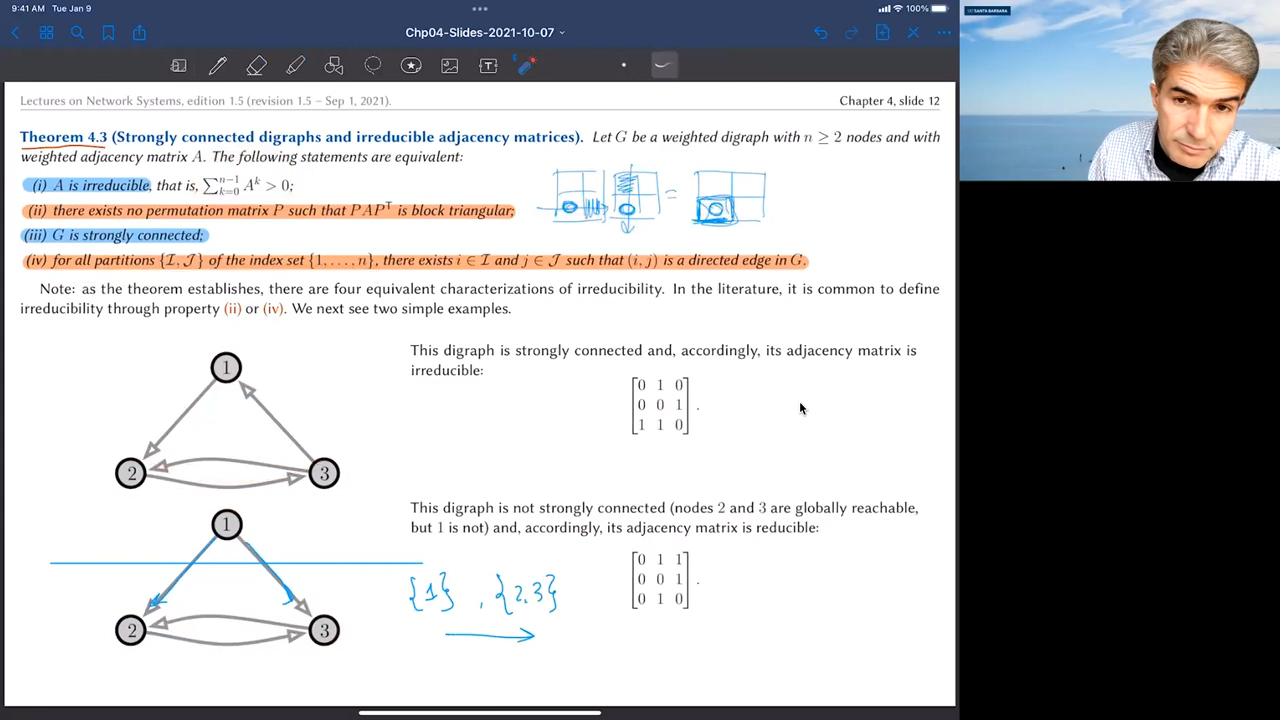 9:41 AM Tue Jan 9
100%
Chp04-Slides-2021-10-07
Lectures on Network Systems, edition 1.5 (revision 1.5 – Sep 1, 2021).
Chapter 4, slide 12
Theorem 4.3 (Strongly connected digraphs and irreducible adjacency matrices). Let G be a weighted digraph with n ≥ 2 nodes and with
weighted adjacency matrix A. The following statements are equivalent:
(i) A is irreducible, that is, ∑_{k=0}^{n−1} A^k > 0;
(ii) there exists no permutation matrix P such that PAP^⊤ is block triangular;
=
(iii) G is strongly connected;
(iv) for all partitions {I, J} of the index set {1, . . . , n}, there exists i ∈ I and j ∈ J such that (i, j) is a directed edge in G.
Note: as the theorem establishes, there are four equivalent characterizations of irreducibility. In the literature, it is common to define
irreducibility through property (ii) or (iv). We next see two simple examples.
1
2
3
This digraph is strongly connected and, accordingly, its adjacency matrix is
irreducible:
0 1 0
0 0 1
1 1 0
.
1
2
3
This digraph is not strongly connected (nodes 2 and 3 are globally reachable,
but 1 is not) and, accordingly, its adjacency matrix is reducible:
{1} , {2,3}
0 1 1
0 0 1
0 1 0
.
SANTA BARBARA